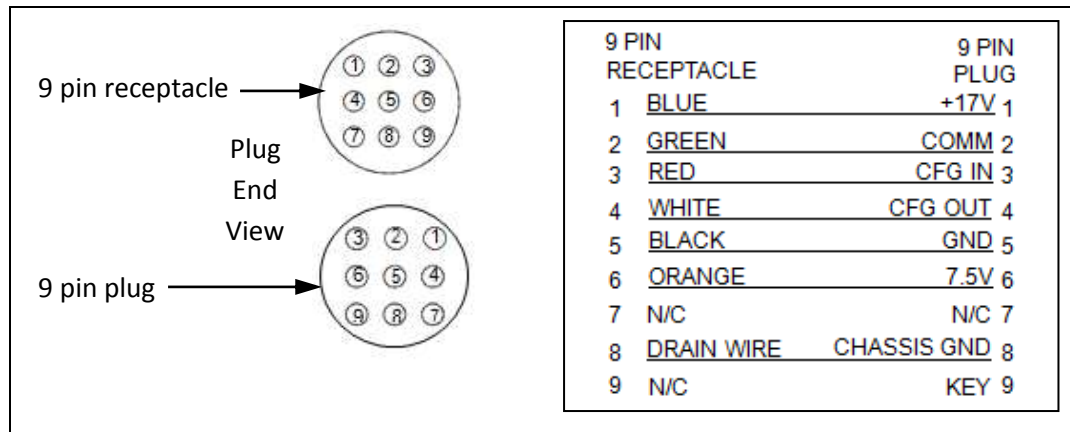 9 pin receptacle
1 2 3
4 5 6
7 8 9
Plug
End
View
9 pin plug
3 2 1
6 5 4
9 8 7
9 PIN 9 PIN
RECEPTACLE PLUG
1 BLUE +17V 1
2 GREEN COMM 2
3 RED CFG IN 3
4 WHITE CFG OUT 4
5 BLACK GND 5
6 ORANGE 7.5V 6
7 N/C N/C 7
8 DRAIN WIRE CHASSIS GND 8
9 N/C KEY 9